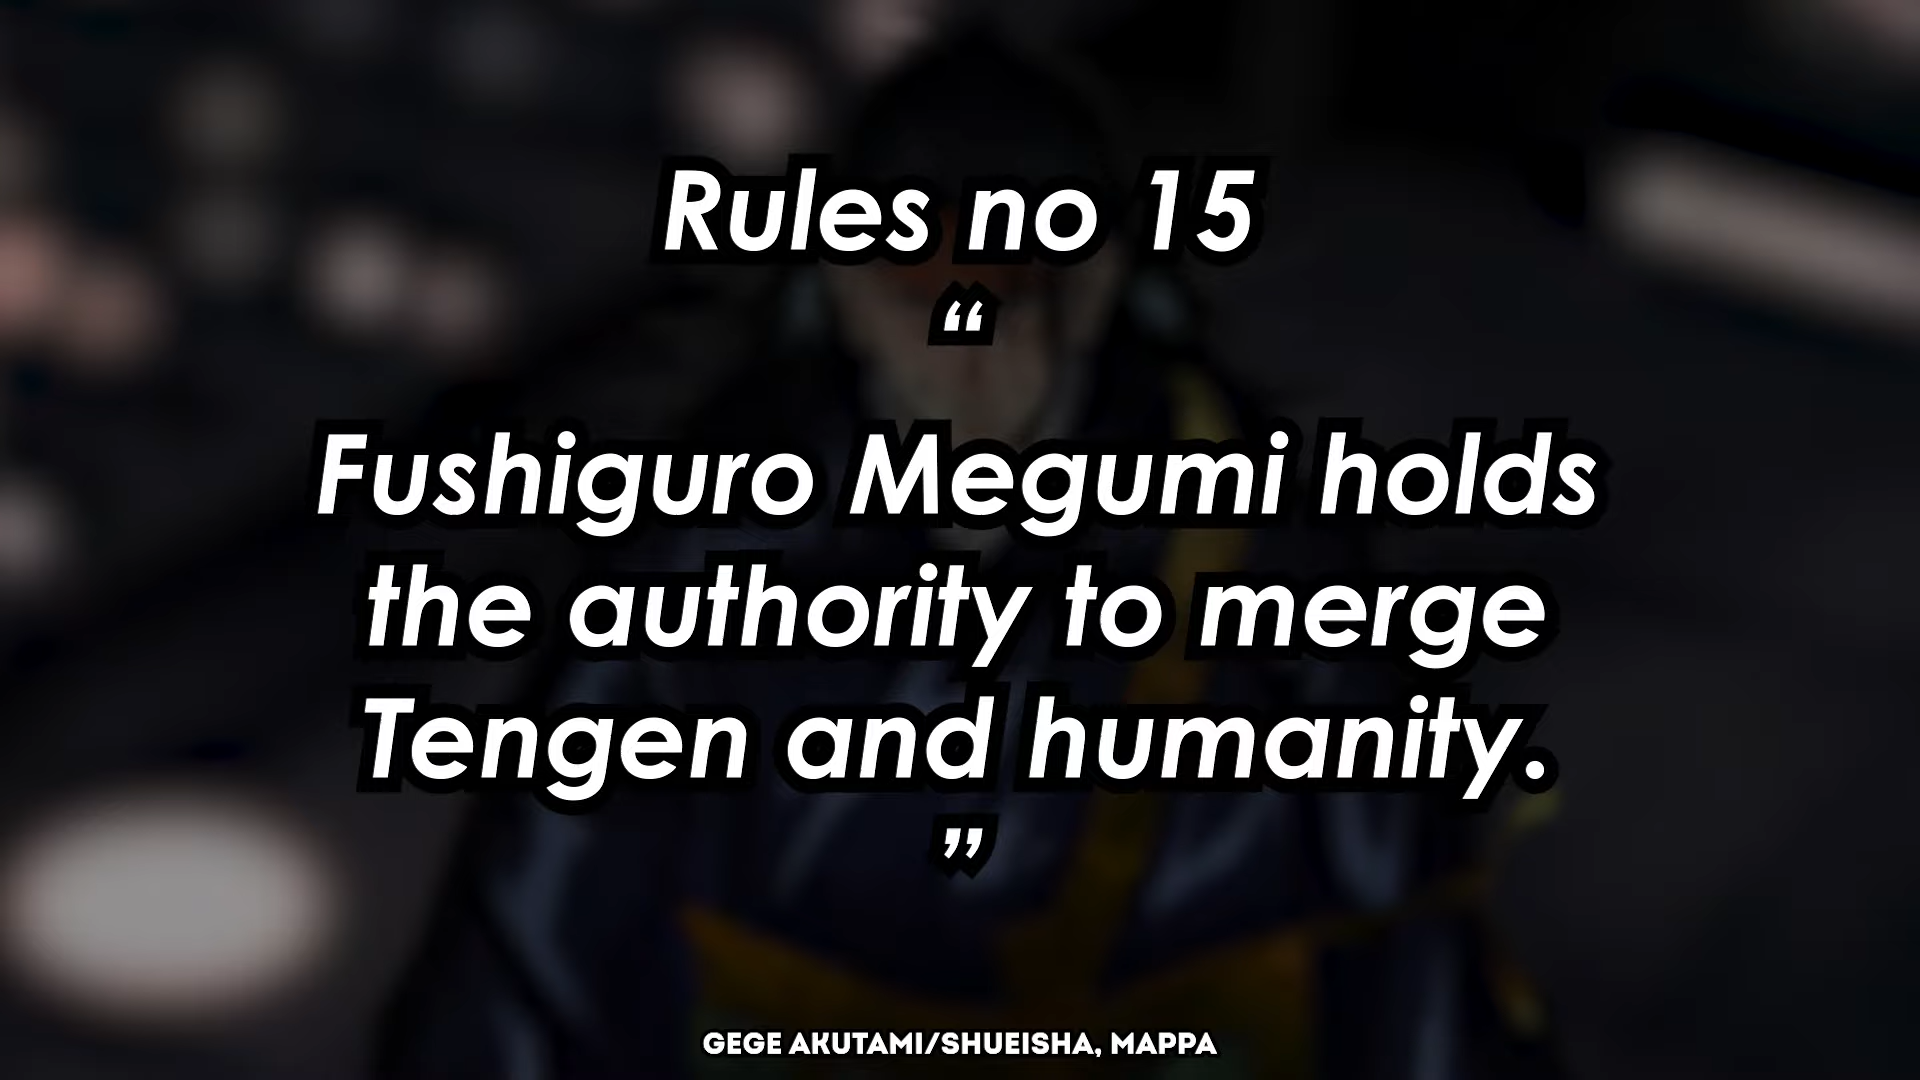 Rules no 15
“
Fushiguro Megumi holds
the authority to merge
Tengen and humanity.
”
GEGE AKUTAMI/SHUEISHA, MAPPA